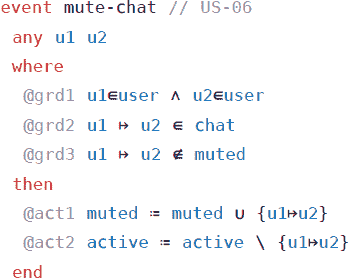 event mute-chat // US-06
any u1 u2
where
@grd1 u1∈user ∧ u2∈user
@grd2 u1 ↦ u2 ∈ chat
@grd3 u1 ↦ u2 ∉ muted
then
@act1 muted ≔ muted ∪ {u1↦u2}
@act2 active ≔ active \ {u1↦u2}
end